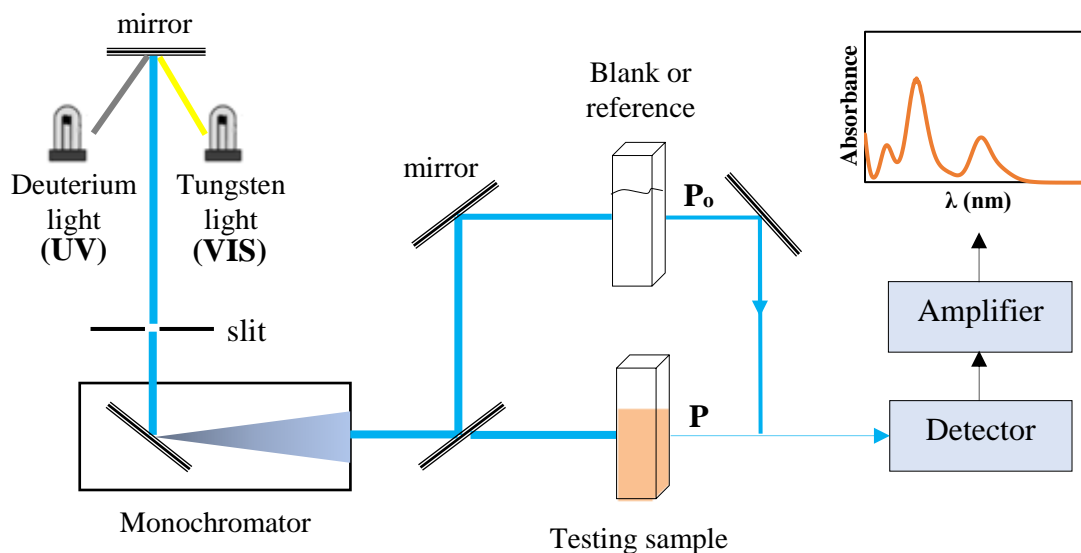 mirror
Deuterium
light
(UV)
Tungsten
light
(VIS)
slit
Monochromator
mirror
Blank or
reference
Pₒ
P
Testing sample
Absorbance
λ (nm)
Amplifier
Detector